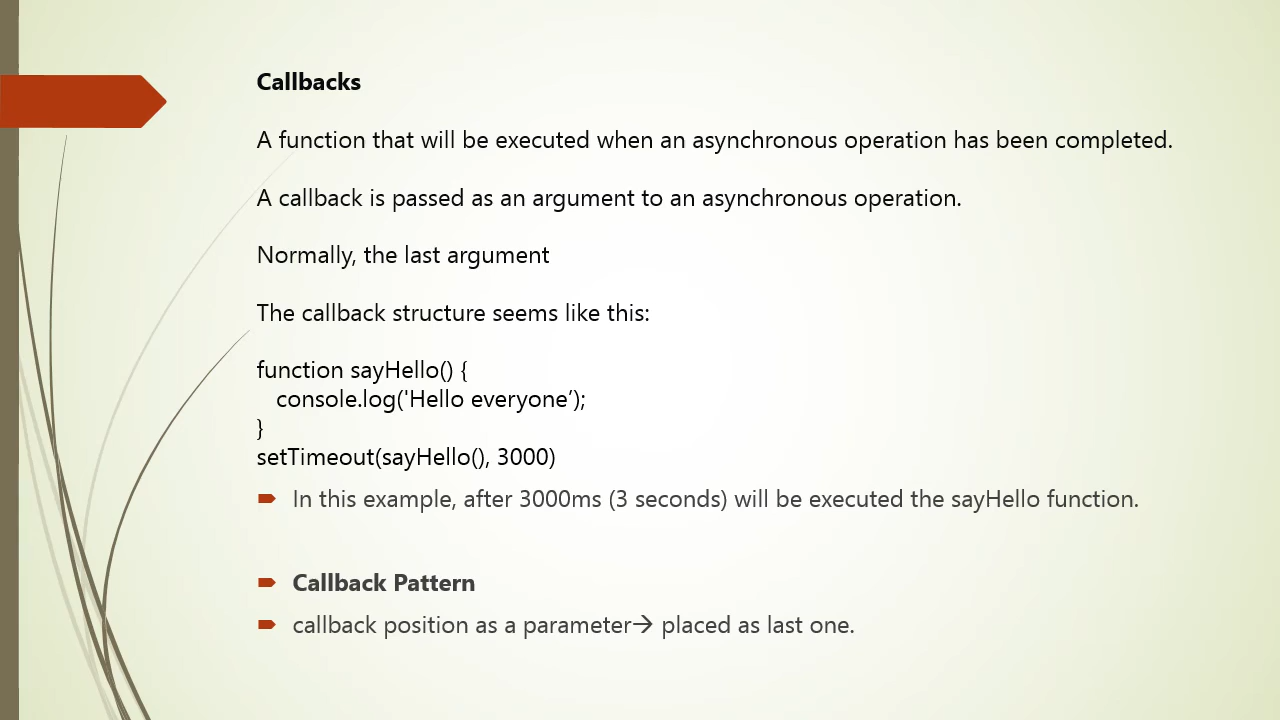 Callbacks
A function that will be executed when an asynchronous operation has been completed.
A callback is passed as an argument to an asynchronous operation.
Normally, the last argument
The callback structure seems like this:
function sayHello() {
console.log('Hello everyone’);
}
setTimeout(sayHello(), 3000)
In this example, after 3000ms (3 seconds) will be executed the sayHello function.
Callback Pattern
callback position as a parameter→ placed as last one.